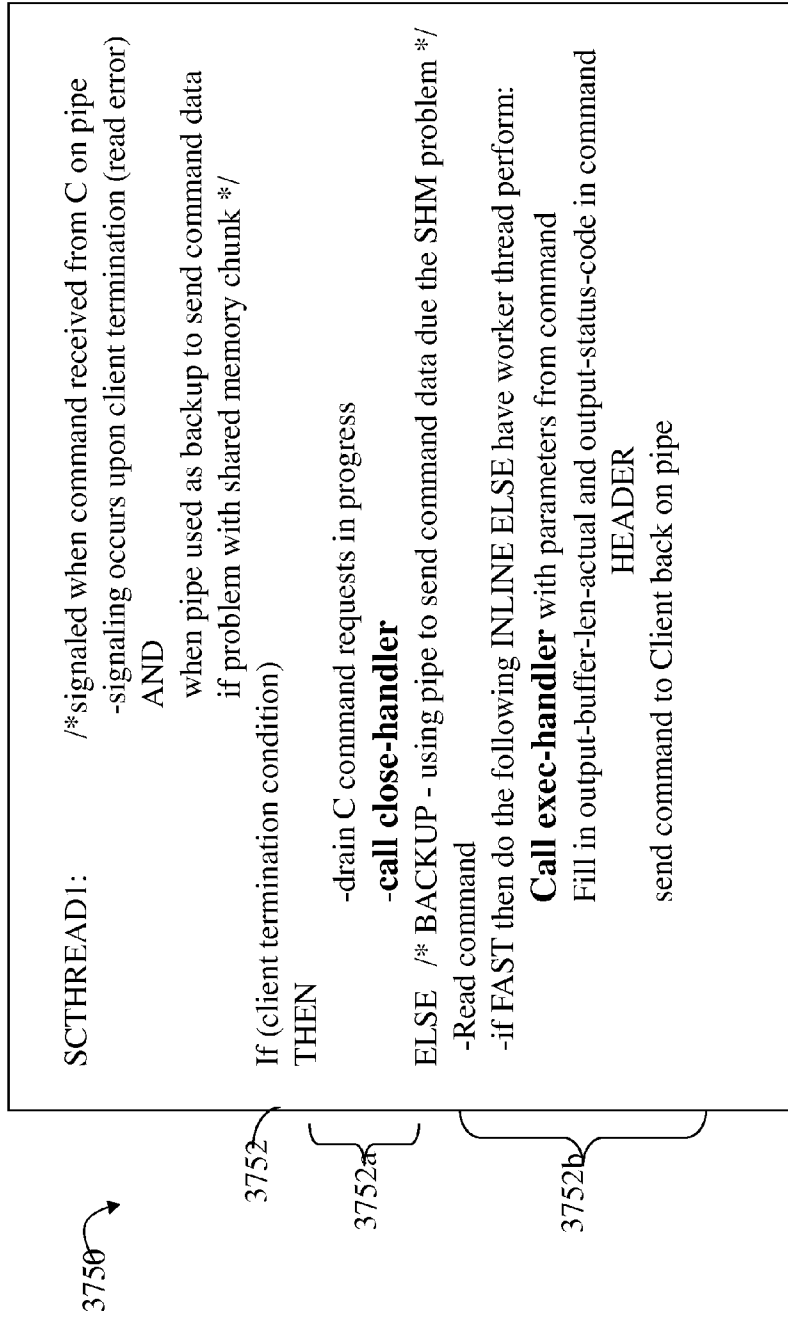 3750
SCTHREAD1:
/*signaled when command received from C on pipe
-signaling occurs upon client termination (read error)
AND
when pipe used as backup to send command data
if problem with shared memory chunk */
3752
If (client termination condition)
THEN
3752a
-drain C command requests in progress
-call close-handler
ELSE /* BACKUP - using pipe to send command data due the SHM problem */
3752b
-Read command
-if FAST then do the following INLINE ELSE have worker thread perform:
Call exec-handler with parameters from command
Fill in output-buffer-len-actual and output-status-code in command
HEADER
send command to Client back on pipe